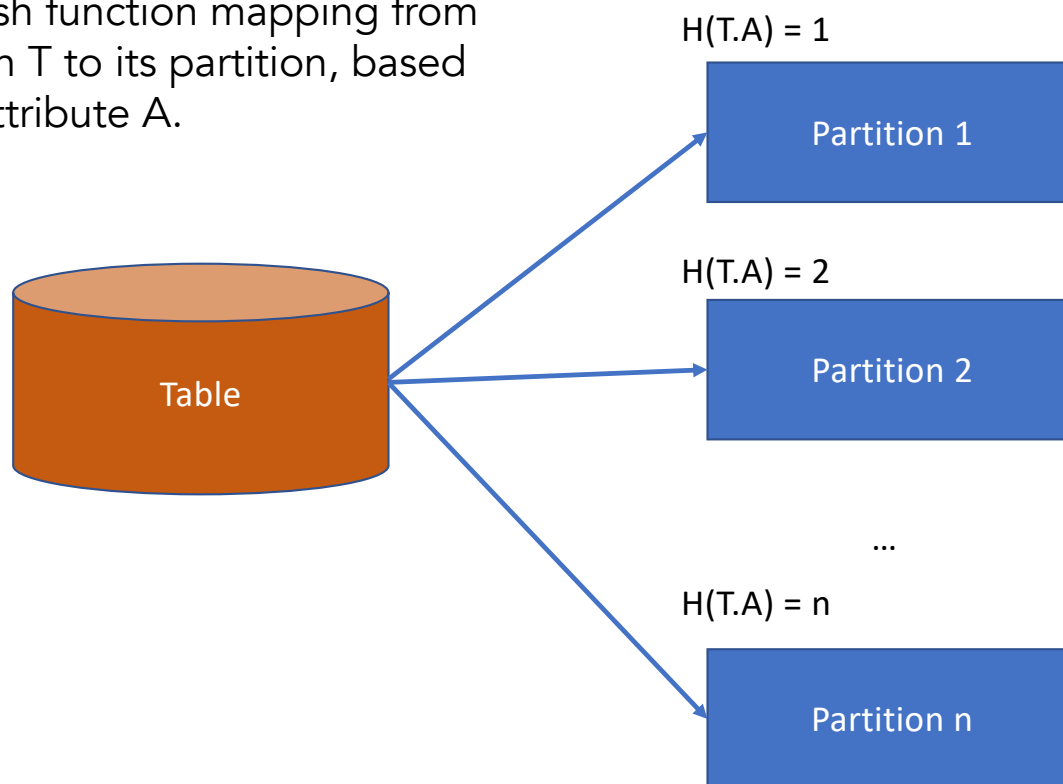 sh function mapping from
n T to its partition, based
ttribute A.
H(T.A) = 1
Partition 1
H(T.A) = 2
Partition 2
Table
...
H(T.A) = n
Partition n